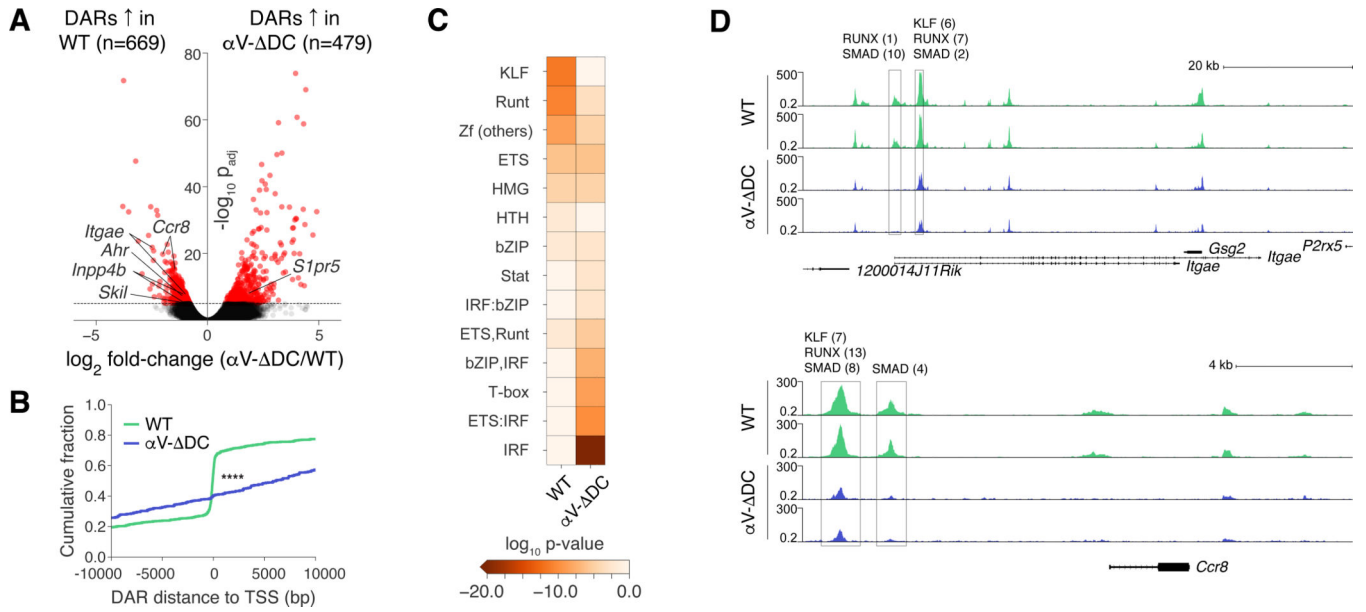 A
DARs ↑ in
WT (n=669)
DARs ↑ in
αV-ΔDC (n=479)
80
60
40
20
-log10 padj
Itgae
Ahr
Inpp4b
Skil
Ccr8
S1pr5
-5 0 5
log2 fold-change (αV-ΔDC/WT)
B
Cumulative fraction
1.0
0.8
0.6
0.4
0.2
0.0
WT
αV-ΔDC
****
-10000 -5000 0 5000 10000
DAR distance to TSS (bp)
C
KLF
Runt
Zf (others)
ETS
HMG
HTH
bZIP
Stat
IRF:bZIP
ETS,Runt
bZIP,IRF
T-box
ETS:IRF
IRF
WT
αV-ΔDC
log10 p-value
-20.0 -10.0 0.0
D
RUNX (1)
SMAD (10)
KLF (6)
RUNX (7)
SMAD (2)
20 kb
WT
500
0.2
500
0.2
αV-ΔDC
500
0.2
500
0.2
1200014J11Rik
Gsg2
Itgae
Itgae
P2rx5
KLF (7)
RUNX (13)
SMAD (8)
SMAD (4)
4 kb
WT
300
0.2
300
0.2
αV-ΔDC
300
0.2
300
0.2
Ccr8